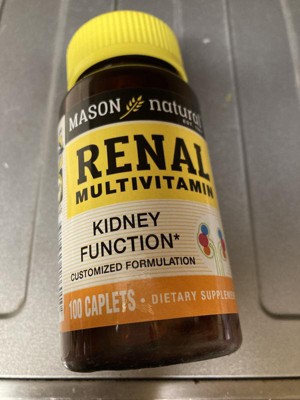 MASON natural
RENAL
MULTIVITAMIN
KIDNEY
FUNCTION*
CUSTOMIZED FORMULATION
100 CAPLETS • DIETARY SUPPLEMENT